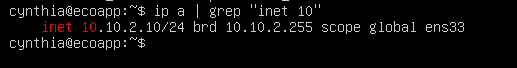 cynthia@ecoapp:~$ ip a | grep "inet 10"
    inet 10.10.2.10/24 brd 10.10.2.255 scope global ens33
cynthia@ecoapp:~$